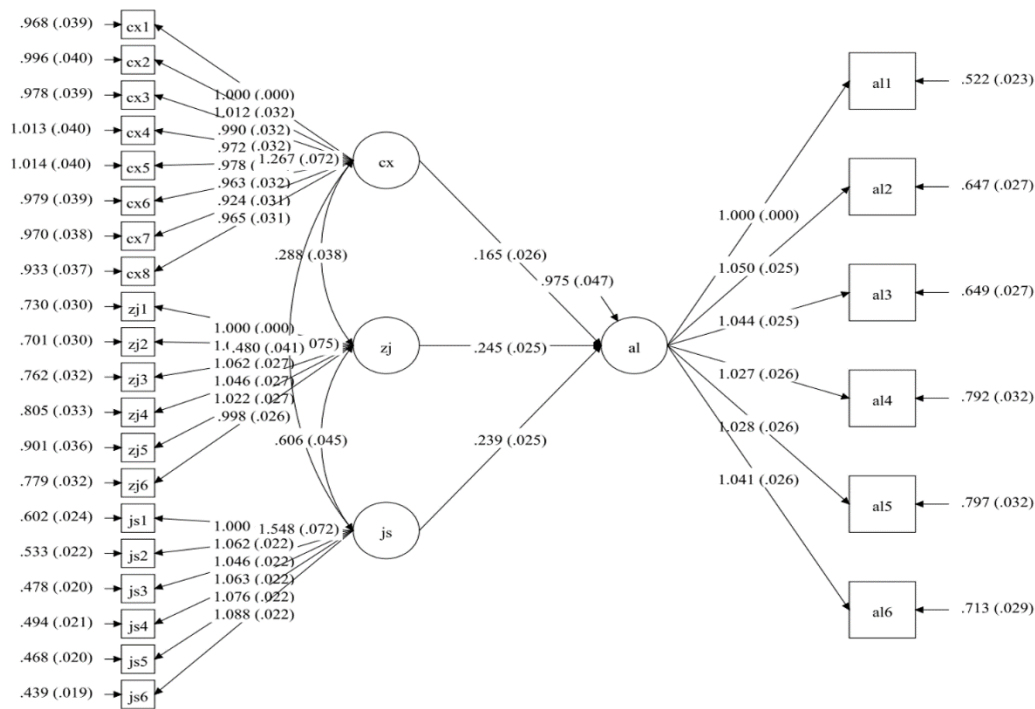 .968 (.039)
cx1
.996 (.040)
cx2
.978 (.039)
cx3
1.013 (.040)
cx4
1.014 (.040)
cx5
.979 (.039)
cx6
.970 (.038)
cx7
.933 (.037)
cx8
.730 (.030)
zj1
.701 (.030)
zj2
.762 (.032)
zj3
.805 (.033)
zj4
.901 (.036)
zj5
.779 (.032)
zj6
.602 (.024)
js1
.533 (.022)
js2
.478 (.020)
js3
.494 (.021)
js4
.468 (.020)
js5
.439 (.019)
js6
1.000 (.000)
1.012 (.032)
.990 (.032)
.972 (.032)
.978
1.267 (.072)
.963 (.032)
.924 (.031)
.965 (.031)
1.000 (.000)
.480 (.041)
1.062 (.027)
1.046 (.027)
1.022 (.027)
.998 (.026)
1.000
1.548 (.072)
1.062 (.022)
1.046 (.022)
1.063 (.022)
1.076 (.022)
1.088 (.022)
cx
.288 (.038)
zj
.606 (.045)
js
.165 (.026)
.975 (.047)
.245 (.025)
.239 (.025)
al
1.000 (.000)
1.050 (.025)
1.044 (.025)
1.027 (.026)
1.028 (.026)
1.041 (.026)
al1
.522 (.023)
al2
.647 (.027)
al3
.649 (.027)
al4
.792 (.032)
al5
.797 (.032)
al6
.713 (.029)